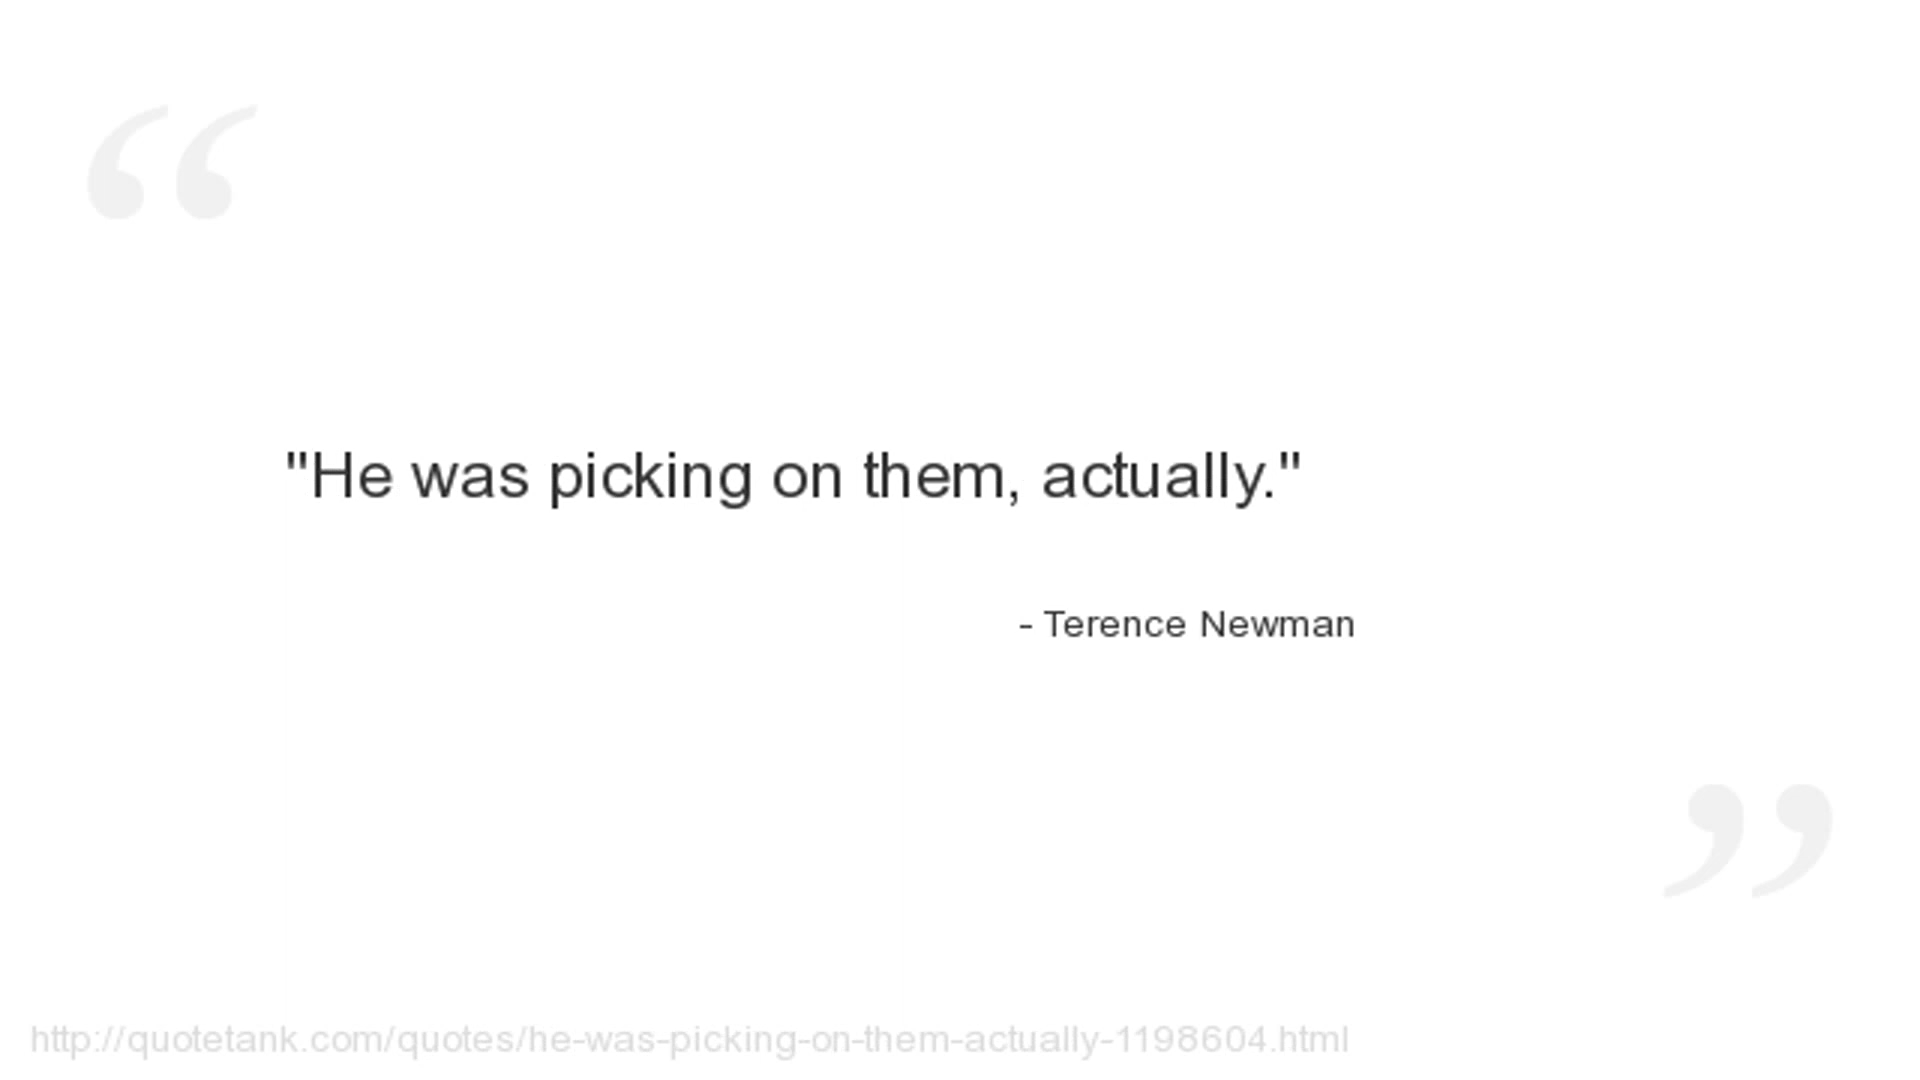 "He was picking on them, actually."
- Terence Newman
http://quotetank.com/quotes/he-was-picking-on-them-actually-1198604.html